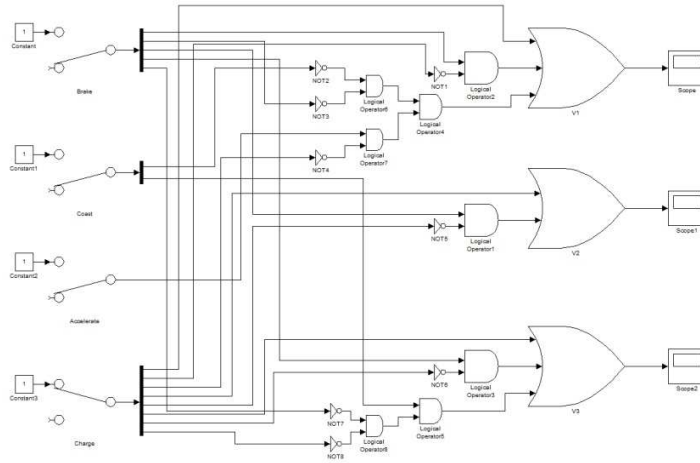 1
Constant
Brake
NOT2
NOT3
Logical
Operator6
NOT1
Logical
Operator2
Logical
Operator4
V1
Scope
1
Constant1
Coast
NOT4
Logical
Operator7
NOT5
Logical
Operator1
V2
Scope1
1
Constant2
Accelerate
1
Constant3
Charge
NOT6
Logical
Operator3
V3
Scope2
NOT7
NOT8
Logical
Operator5